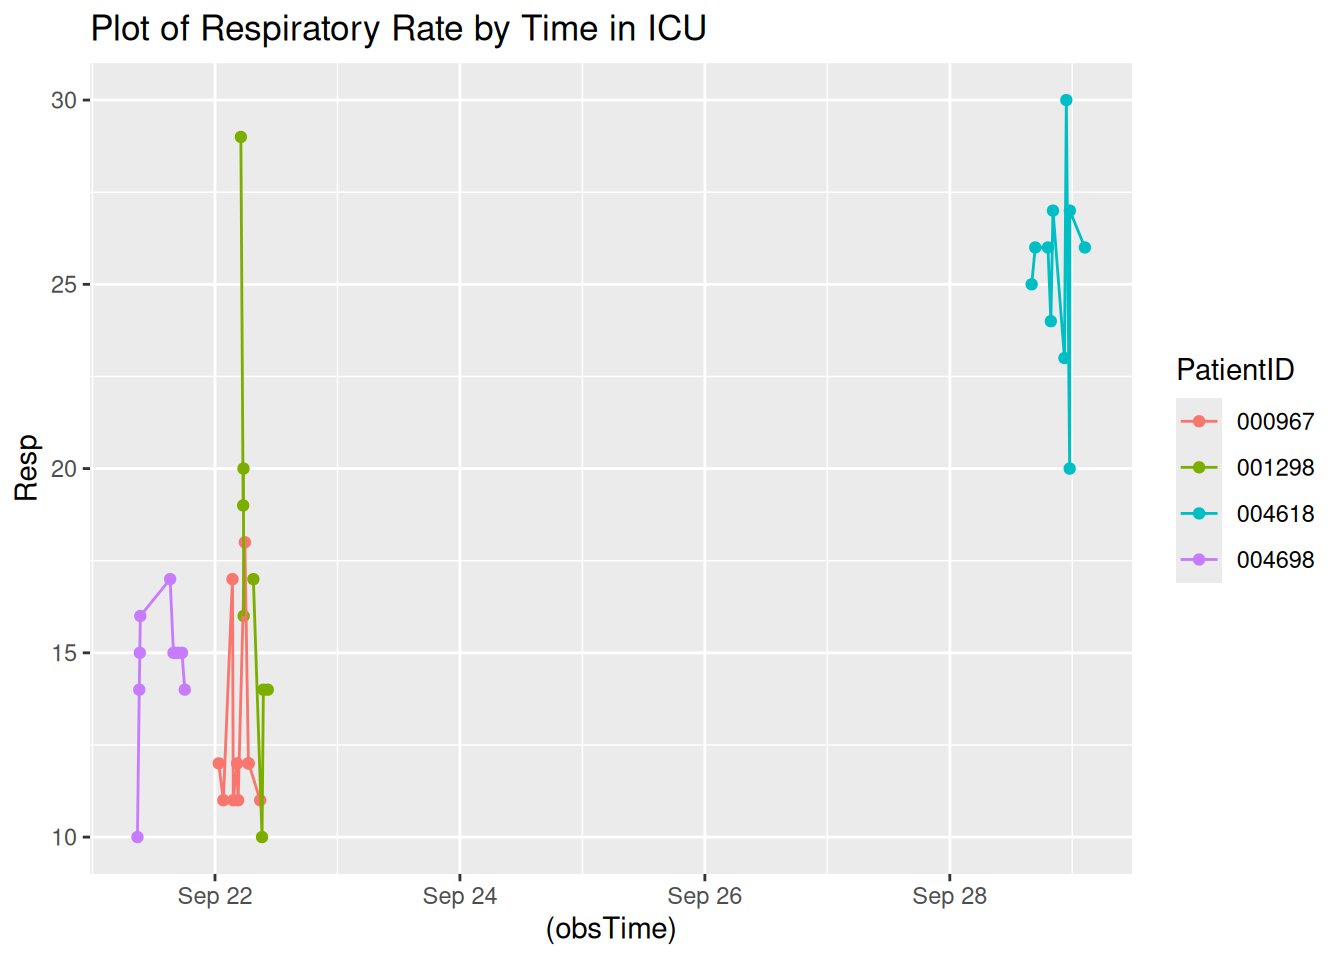 Plot of Respiratory Rate by Time in ICU
30
25
20
15
10
Resp
Sep 22
Sep 24
Sep 26
Sep 28
(obsTime)
PatientID
000967
001298
004618
004698